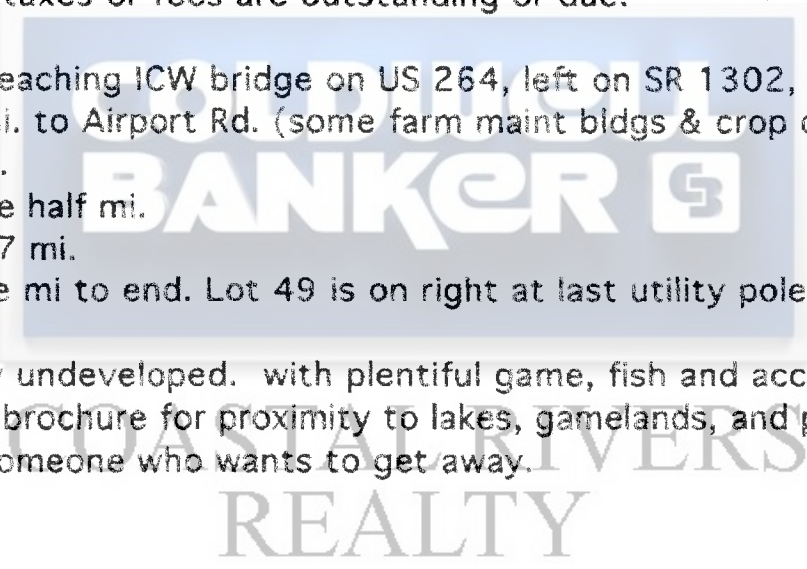 taxes or fees are outstanding or due.
eaching ICW bridge on US 264, left on SR 1302,
i. to Airport Rd. (some farm maint bldgs & crop
.
e half mi.
7 mi.
e mi to end. Lot 49 is on right at last utility pole
COLDWELL
BANKER
undeveloped. with plentiful game, fish and acc
brochure for proximity to lakes, gamelands, and p
omeone who wants to get away.
COASTAL RIVERS
REALTY